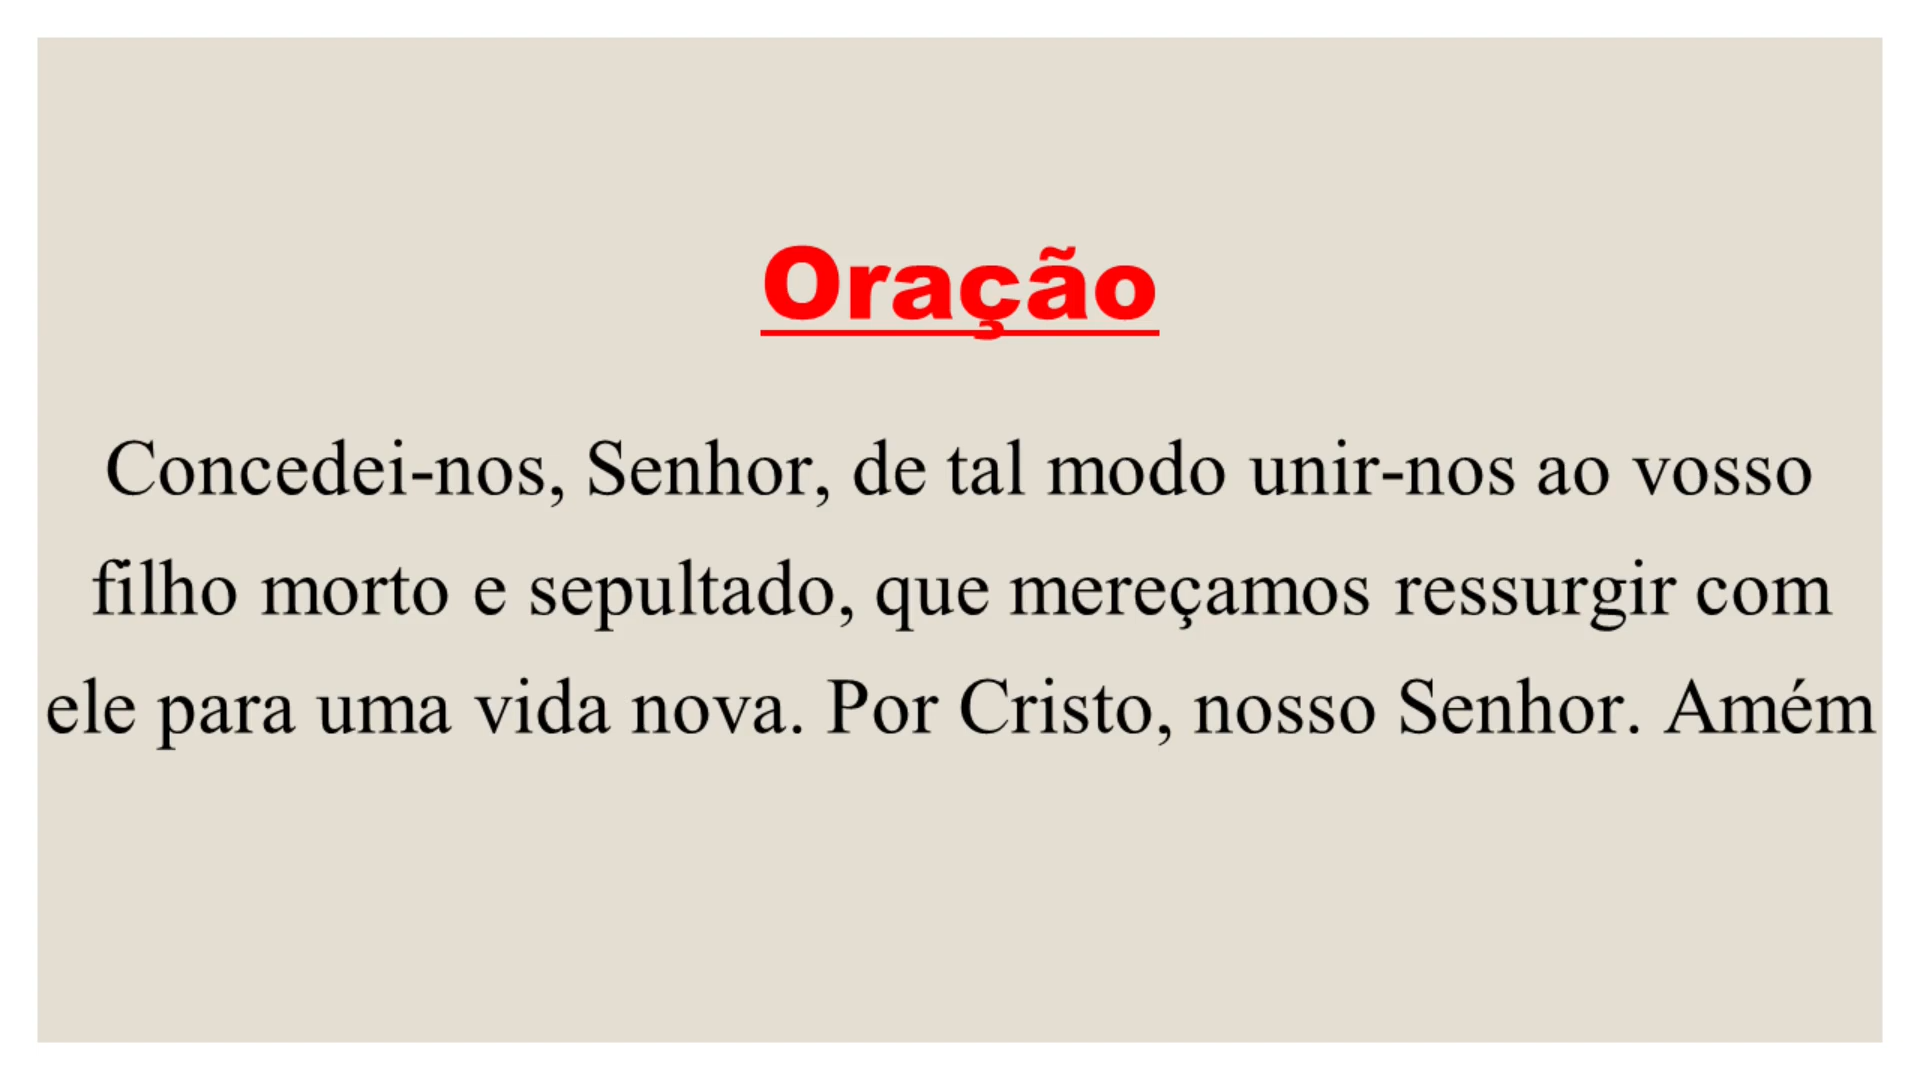 Oração
Concedei-nos, Senhor, de tal modo unir-nos ao vosso
filho morto e sepultado, que mereçamos ressurgir com
ele para uma vida nova. Por Cristo, nosso Senhor. Amém